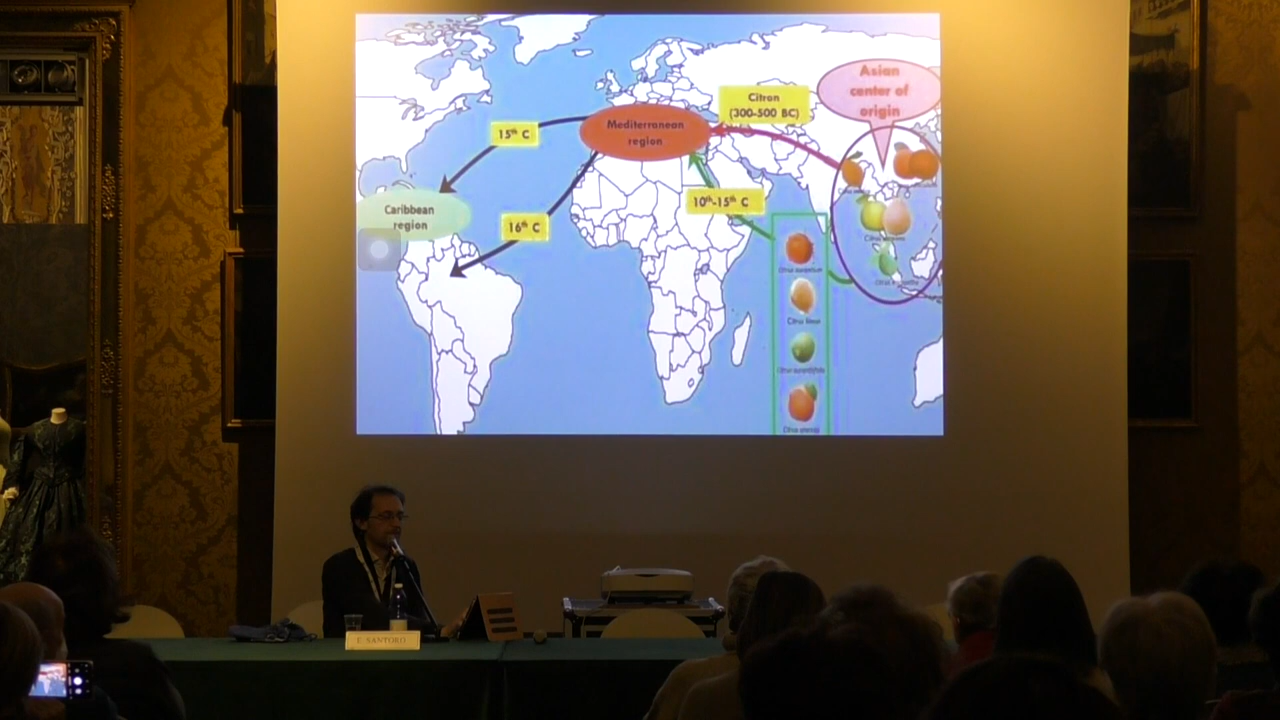 Asian
center of
origin
Citron
(300-500 BC)
Mediterranean
region
15th C
10th-15th C
Caribbean
region
16th C
Citrus aurantium
Citrus limon
Citrus aurantifolia
Citrus sinensis
E. SANTORO